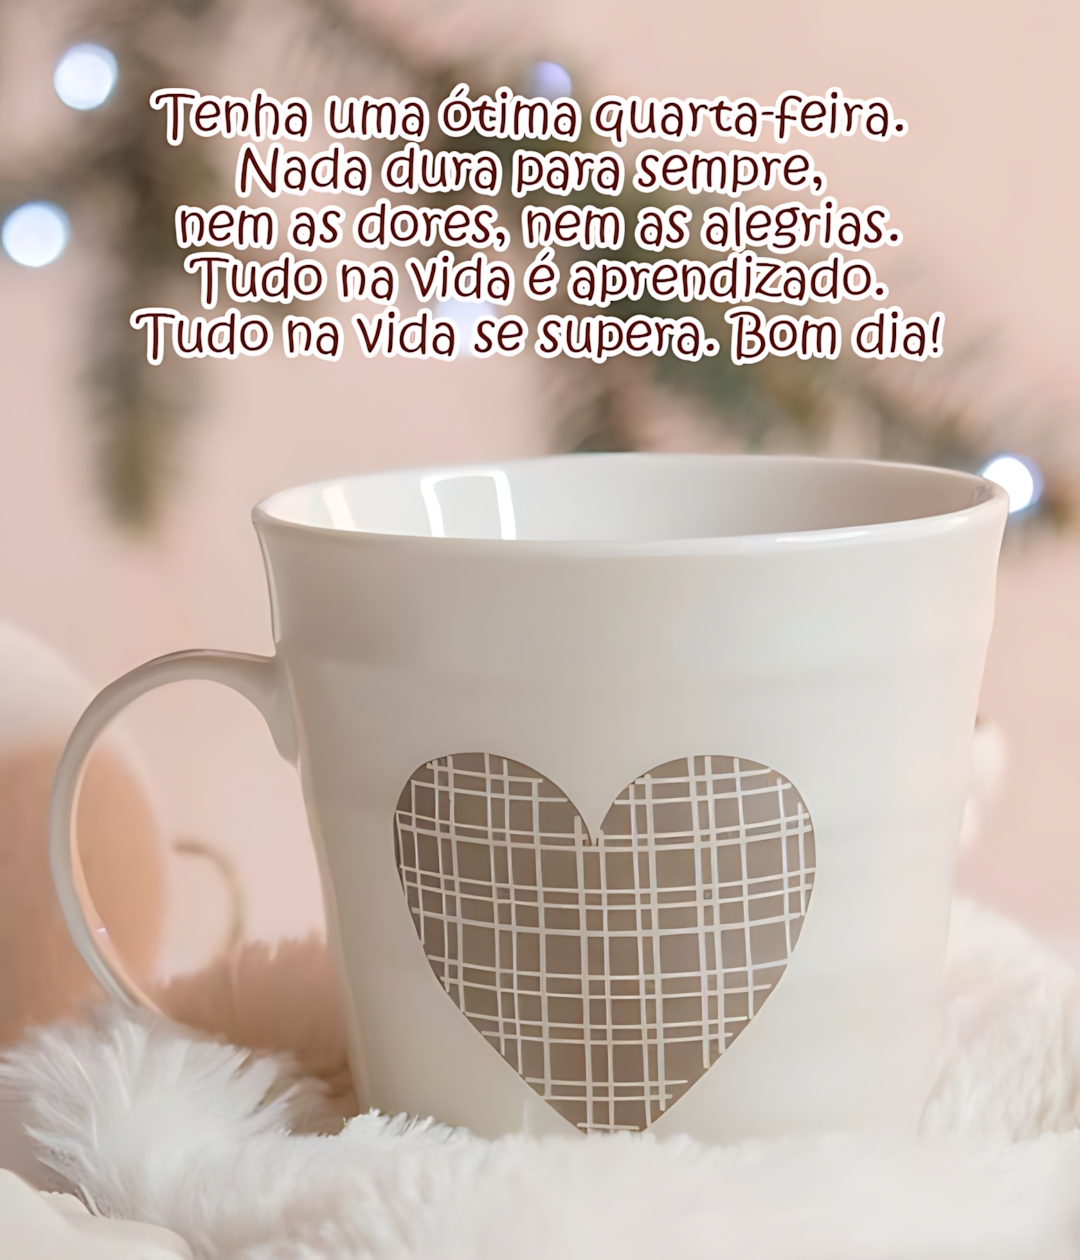 Tenha uma ótima quarta-feira.
Nada dura para sempre,
nem as dores, nem as alegrias.
Tudo na vida é aprendizado.
Tudo na vida se supera. Bom dia!